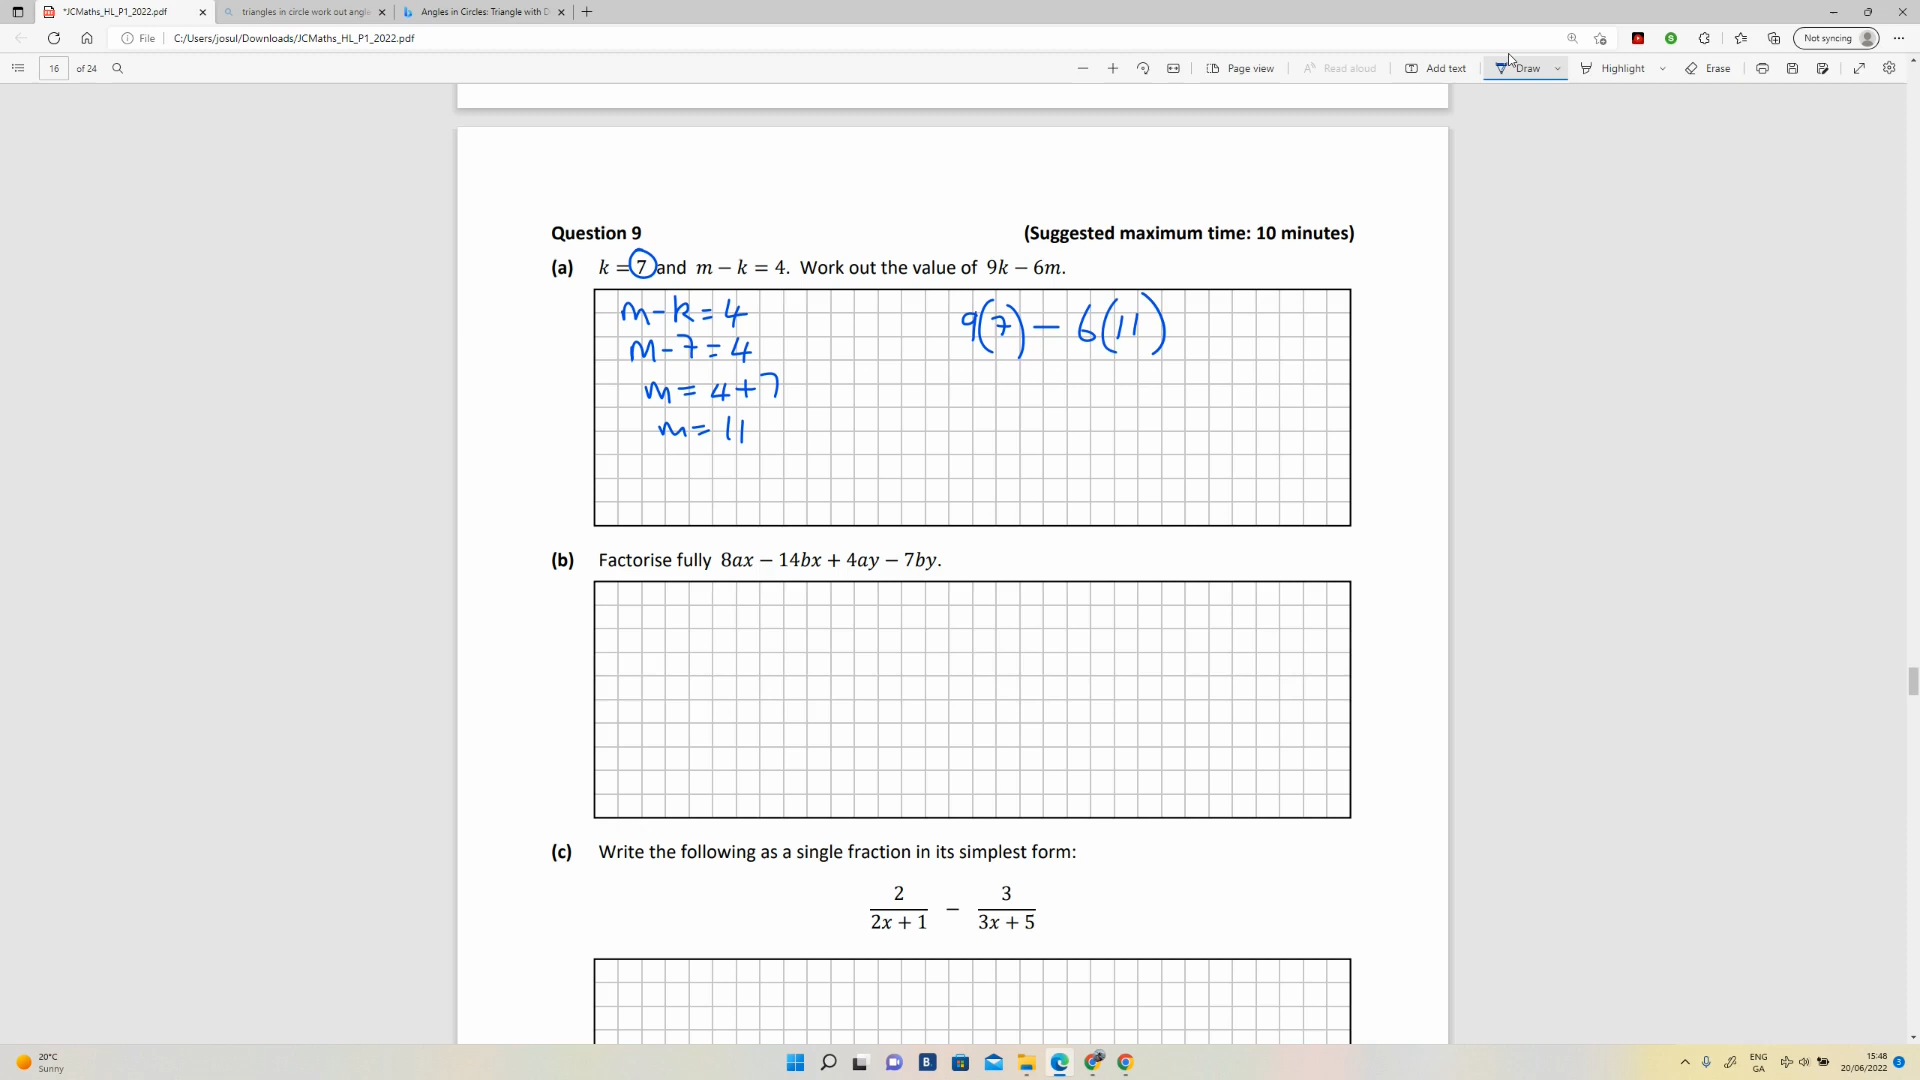 *JCMaths_HL_P1_2022.pdf
triangles in circle work out angle
Angles in Circles: Triangle with D
File C:/Users/josul/Downloads/JCMaths_HL_P1_2022.pdf
Not syncing
16 of 24
Page view
Read aloud
Add text
Draw
Highlight
Erase
Question 9 (Suggested maximum time: 10 minutes)
(a) k = 7 and m − k = 4. Work out the value of 9k − 6m.
m - k = 4
m - 7 = 4
m = 4 + 7
m = 11
9(7) - 6(11)
(b) Factorise fully 8ax − 14bx + 4ay − 7by.
(c) Write the following as a single fraction in its simplest form:
2 3
−
2x + 1 3x + 5
20°C
Sunny
ENG
GA
15:48
20/06/2022
3